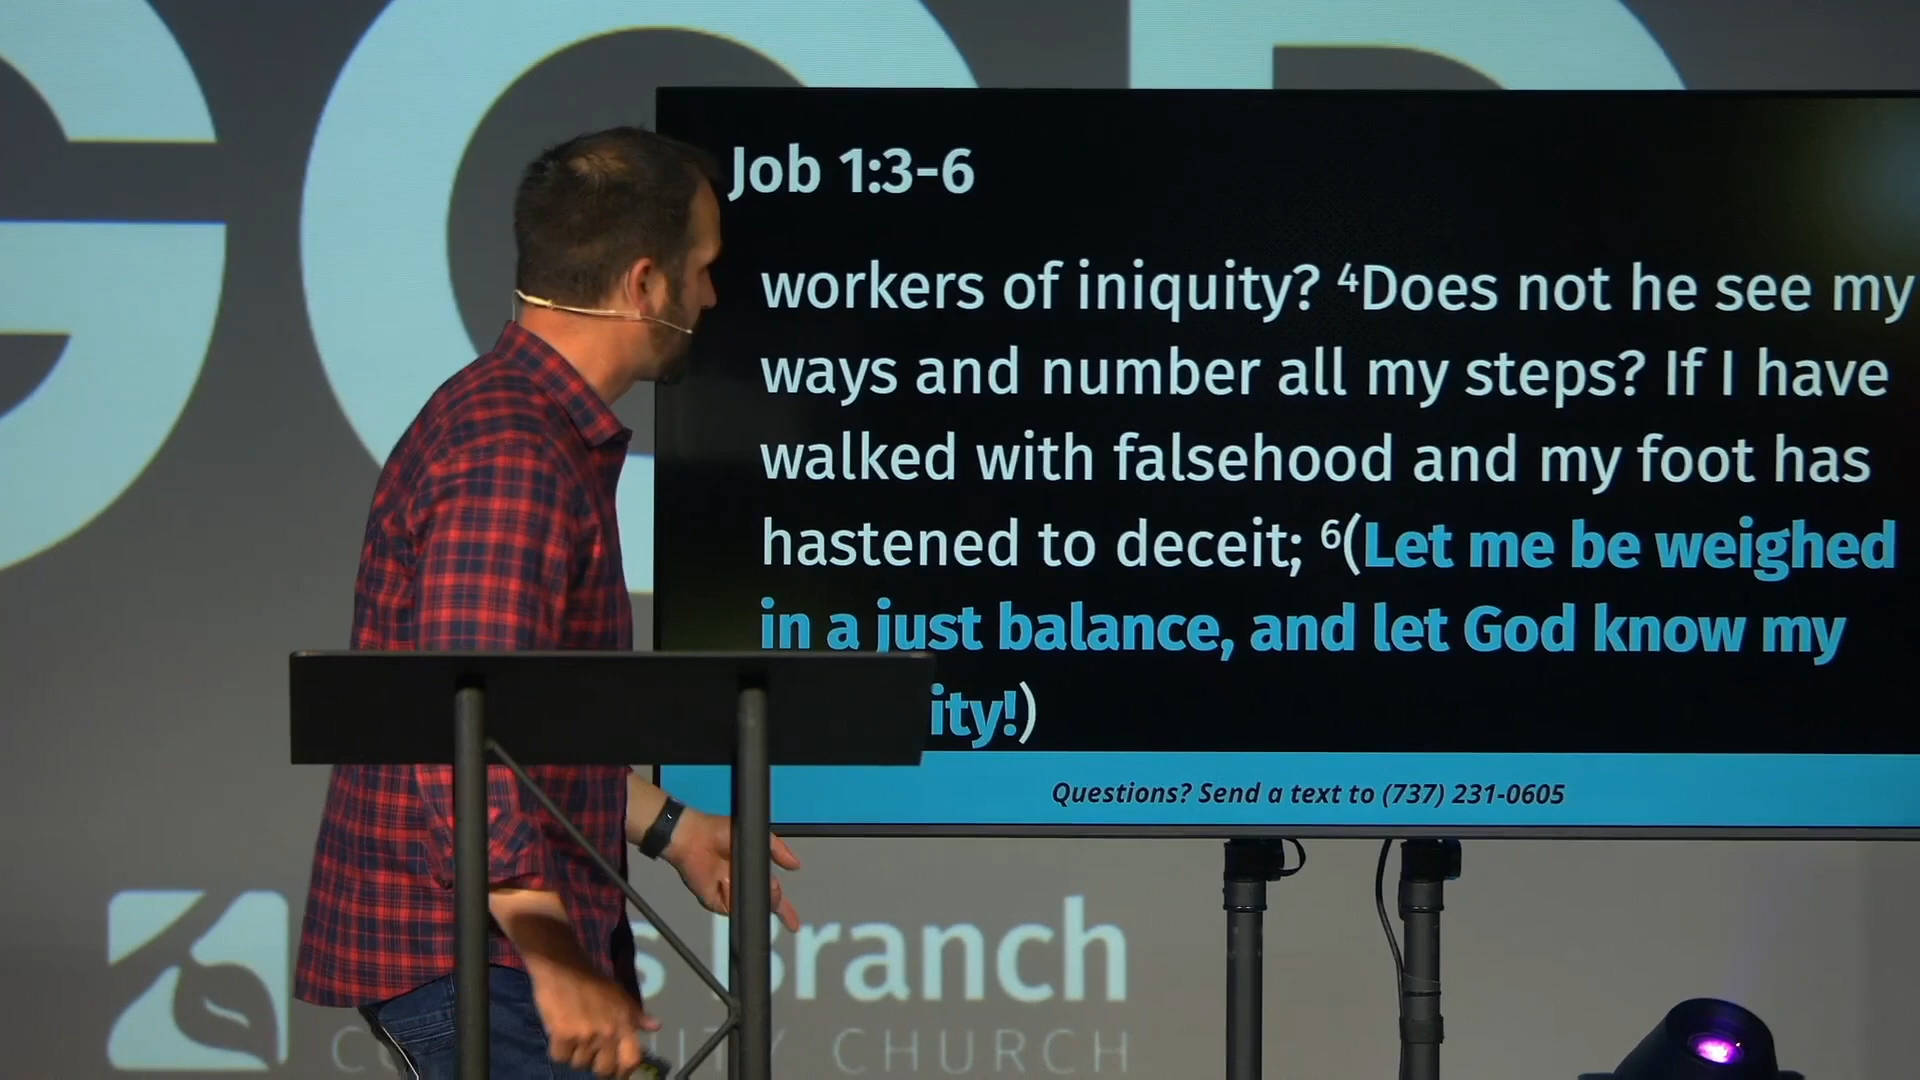 Job 1:3-6
workers of iniquity? ⁴Does not he see my
ways and number all my steps? If I have
walked with falsehood and my foot has
hastened to deceit; ⁶(Let me be weighed
in a just balance, and let God know my
ity!)
Questions? Send a text to (737) 231-0605
s Branch
CHURCH